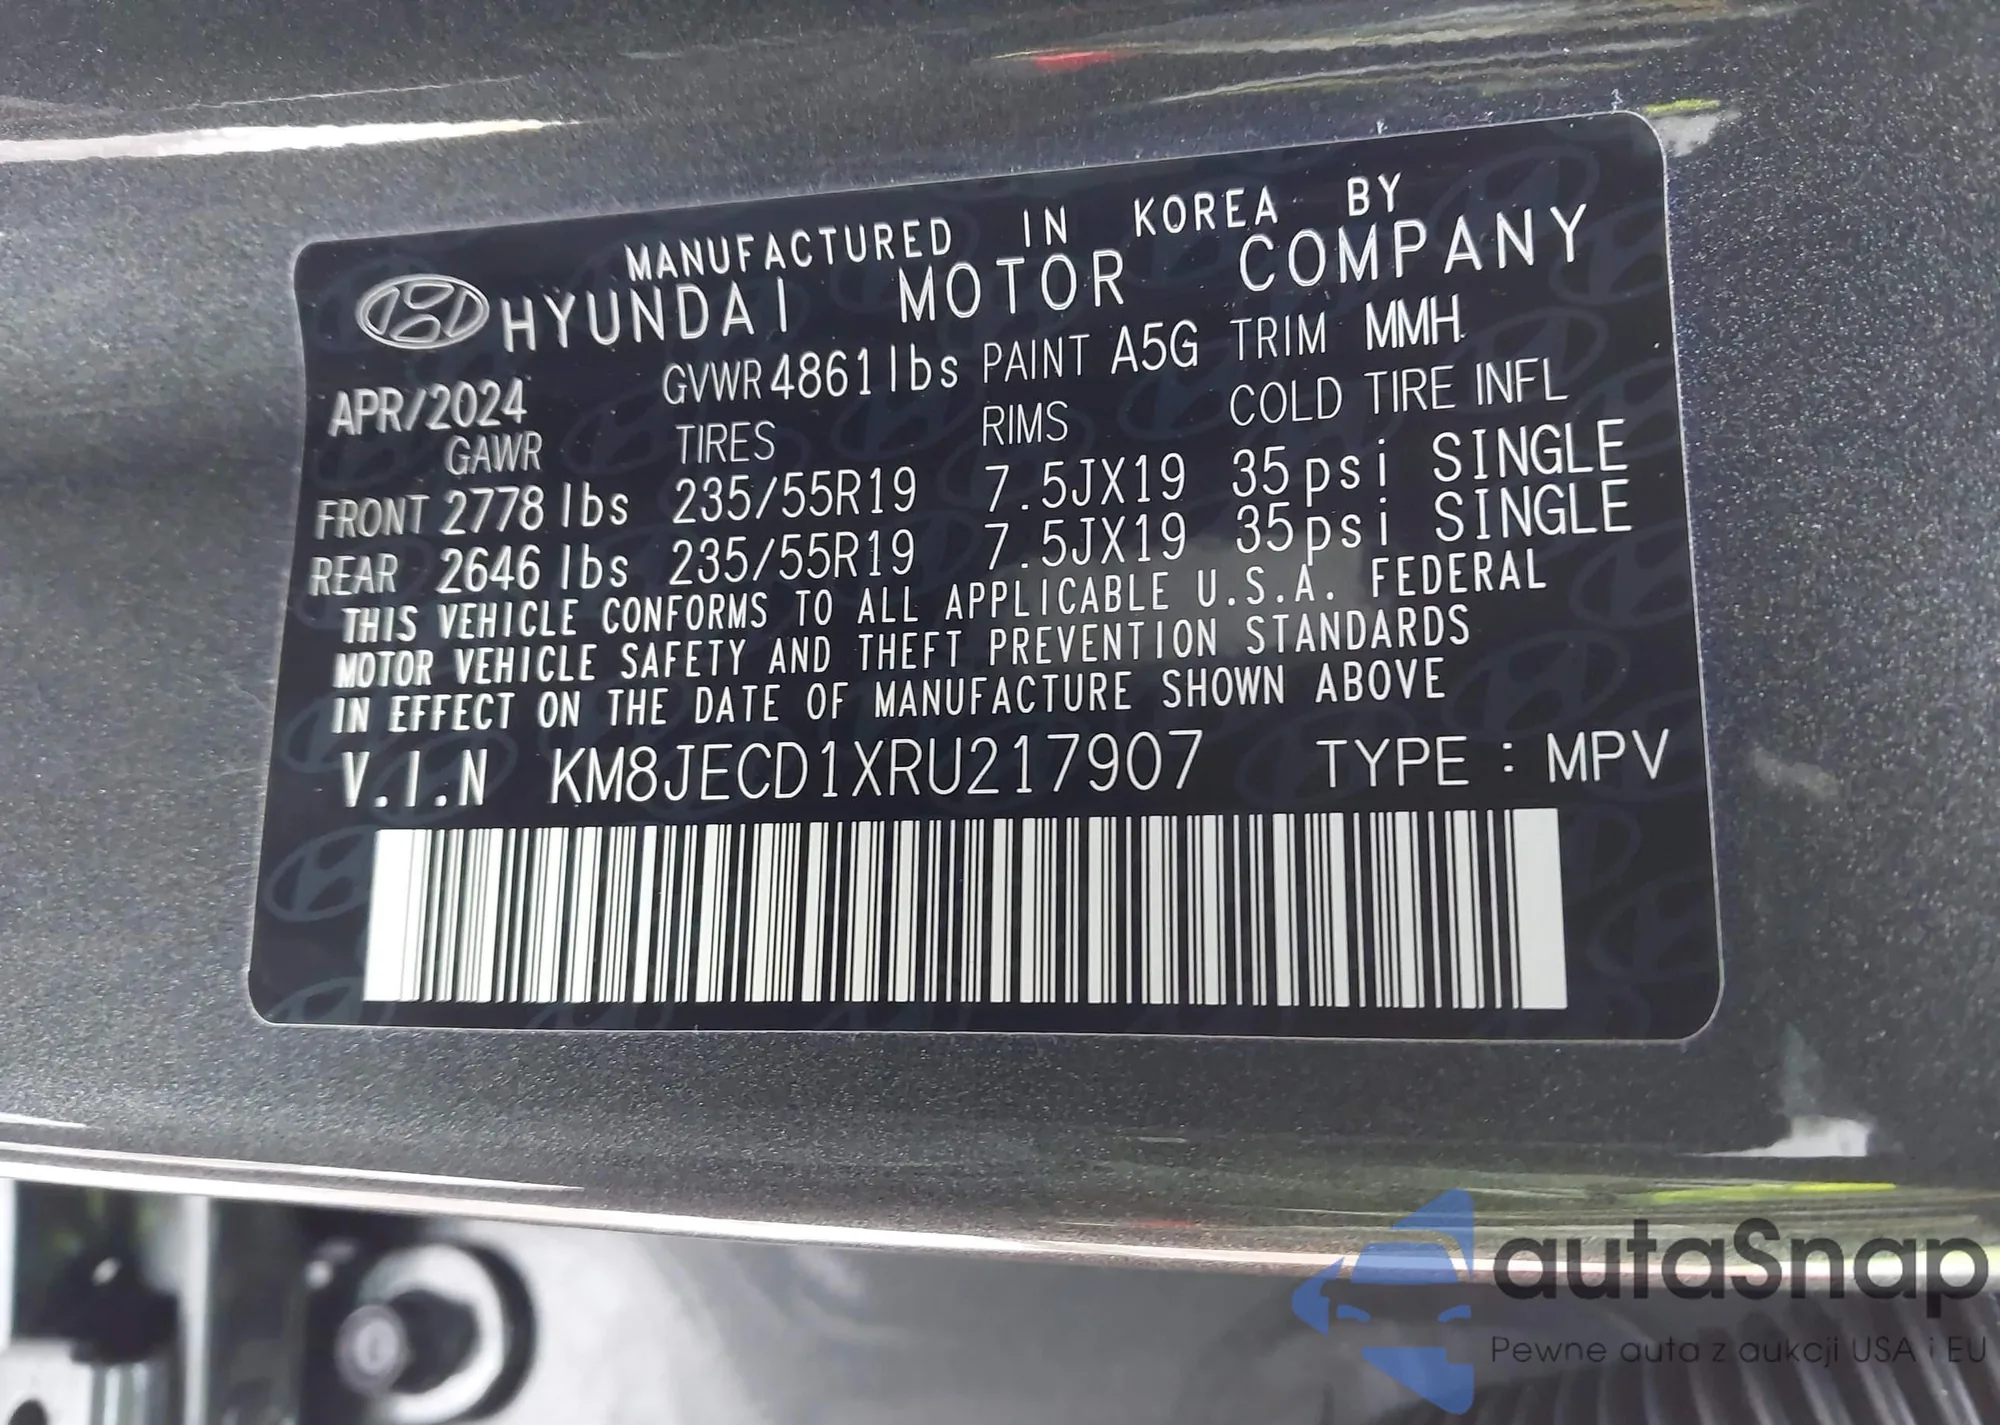 MANUFACTURED IN KOREA BY
HYUNDAI MOTOR COMPANY
APR/2024 GVWR 4861 lbs PAINT A5G TRIM MMH
GAWR TIRES RIMS COLD TIRE INFL
FRONT 2778 lbs 235/55R19 7.5JX19 35psi SINGLE
REAR 2646 lbs 235/55R19 7.5JX19 35psi SINGLE
THIS VEHICLE CONFORMS TO ALL APPLICABLE U.S.A. FEDERAL
MOTOR VEHICLE SAFETY AND THEFT PREVENTION STANDARDS
IN EFFECT ON THE DATE OF MANUFACTURE SHOWN ABOVE
V.I.N KM8JECD1XRU217907 TYPE : MPV
autaSnap
Pewne auta z aukcji USA i EU